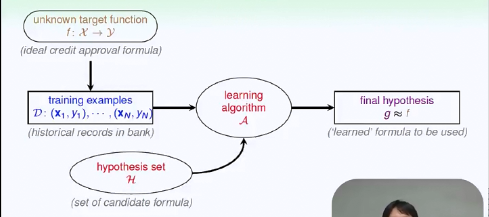 unknown target function
f: X → Y
(ideal credit approval formula)
training examples
D: (x₁, y₁), ⋯ , (x_N, y_N)
(historical records in bank)
learning
algorithm
A
final hypothesis
g ≈ f
('learned' formula to be used)
hypothesis set
H
(set of candidate formula)